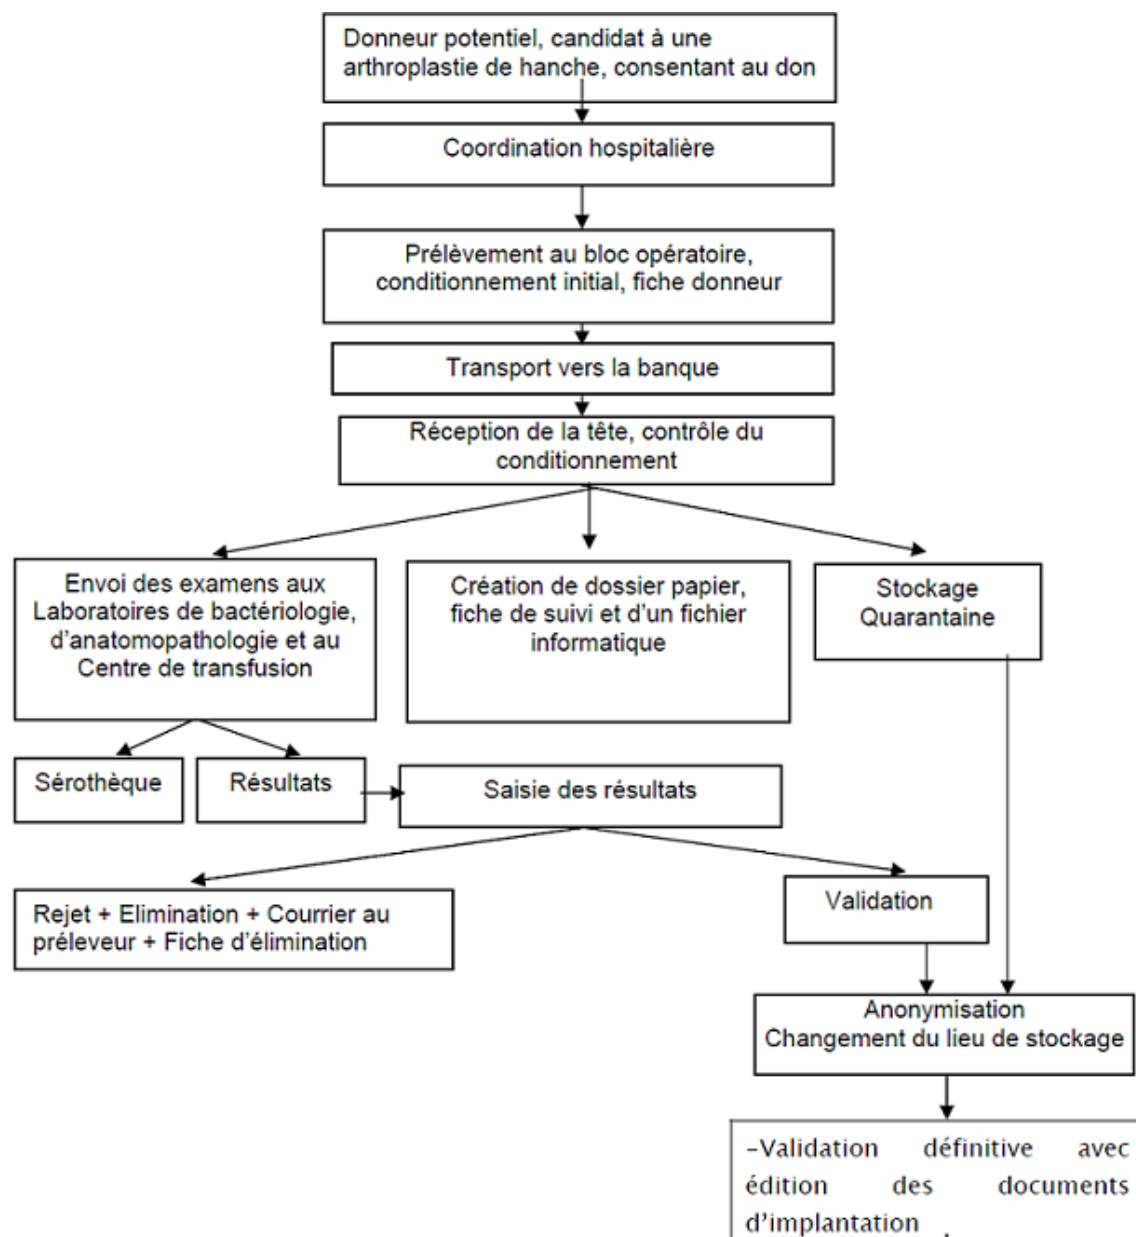 Donneur potentiel, candidat à une
arthroplastie de hanche, consentant au don
Coordination hospitalière
Prélèvement au bloc opératoire,
conditionnement initial, fiche donneur
Transport vers la banque
Réception de la tête, contrôle du
conditionnement
Envoi des examens aux
Laboratoires de bactériologie,
d'anatomopathologie et au
Centre de transfusion
Création de dossier papier,
fiche de suivi et d'un fichier
informatique
Stockage
Quarantaine
Sérothèque
Résultats
Saisie des résultats
Rejet + Elimination + Courrier au
préleveur + Fiche d'élimination
Validation
Anonymisation
Changement du lieu de stockage
-Validation définitive avec
édition des documents
d'implantation .